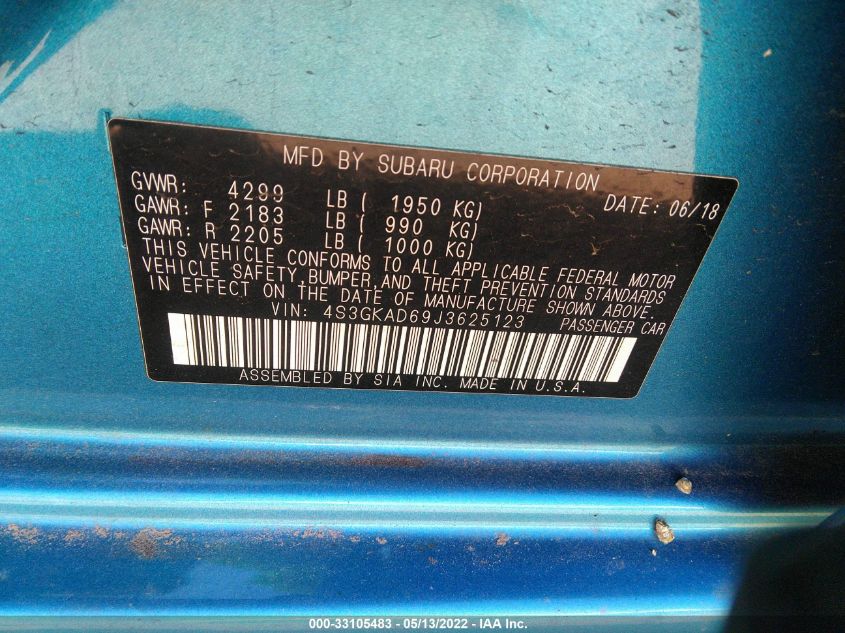 MFD BY SUBARU CORPORATION
GVWR: 4299 LB ( 1950 KG) DATE: 06/18
GAWR: F 2183 LB ( 990 KG)
GAWR: R 2205 LB ( 1000 KG)
THIS VEHICLE CONFORMS TO ALL APPLICABLE FEDERAL MOTOR
VEHICLE SAFETY, BUMPER, AND THEFT PREVENTION STANDARDS
IN EFFECT ON THE DATE OF MANUFACTURE SHOWN ABOVE.
VIN: 4S3GKAD69J3625123 PASSENGER CAR
ASSEMBLED BY SIA INC. MADE IN U.S.A.
000-33105483 - 05/13/2022 - IAA Inc.